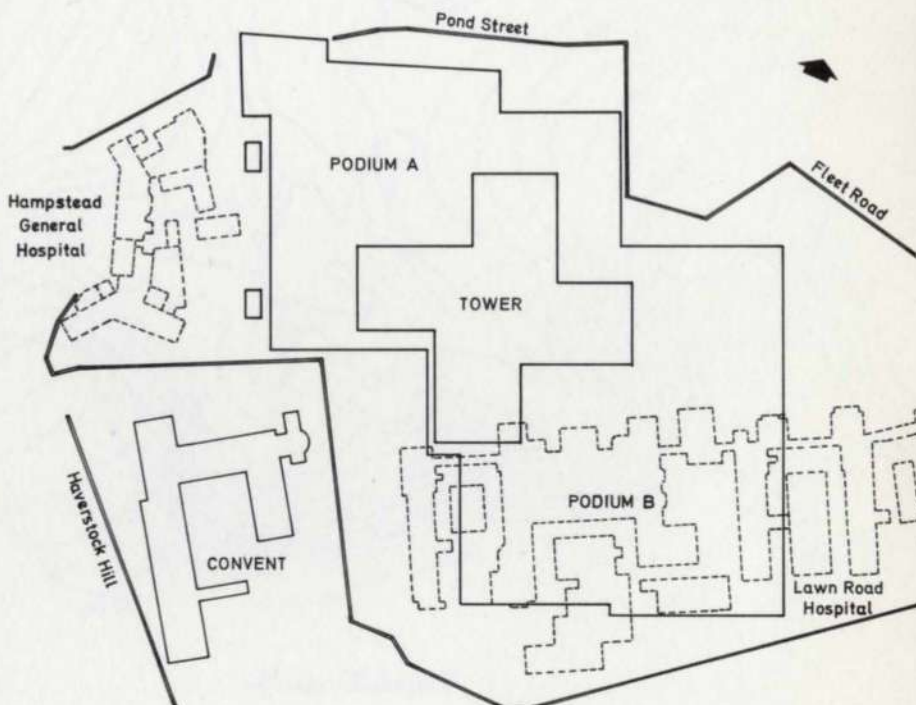 Pond Street
PODIUM A
Fleet Road
Hampstead
General
Hospital
TOWER
PODIUM B
Haverstock Hill
CONVENT
Lawn Road
Hospital